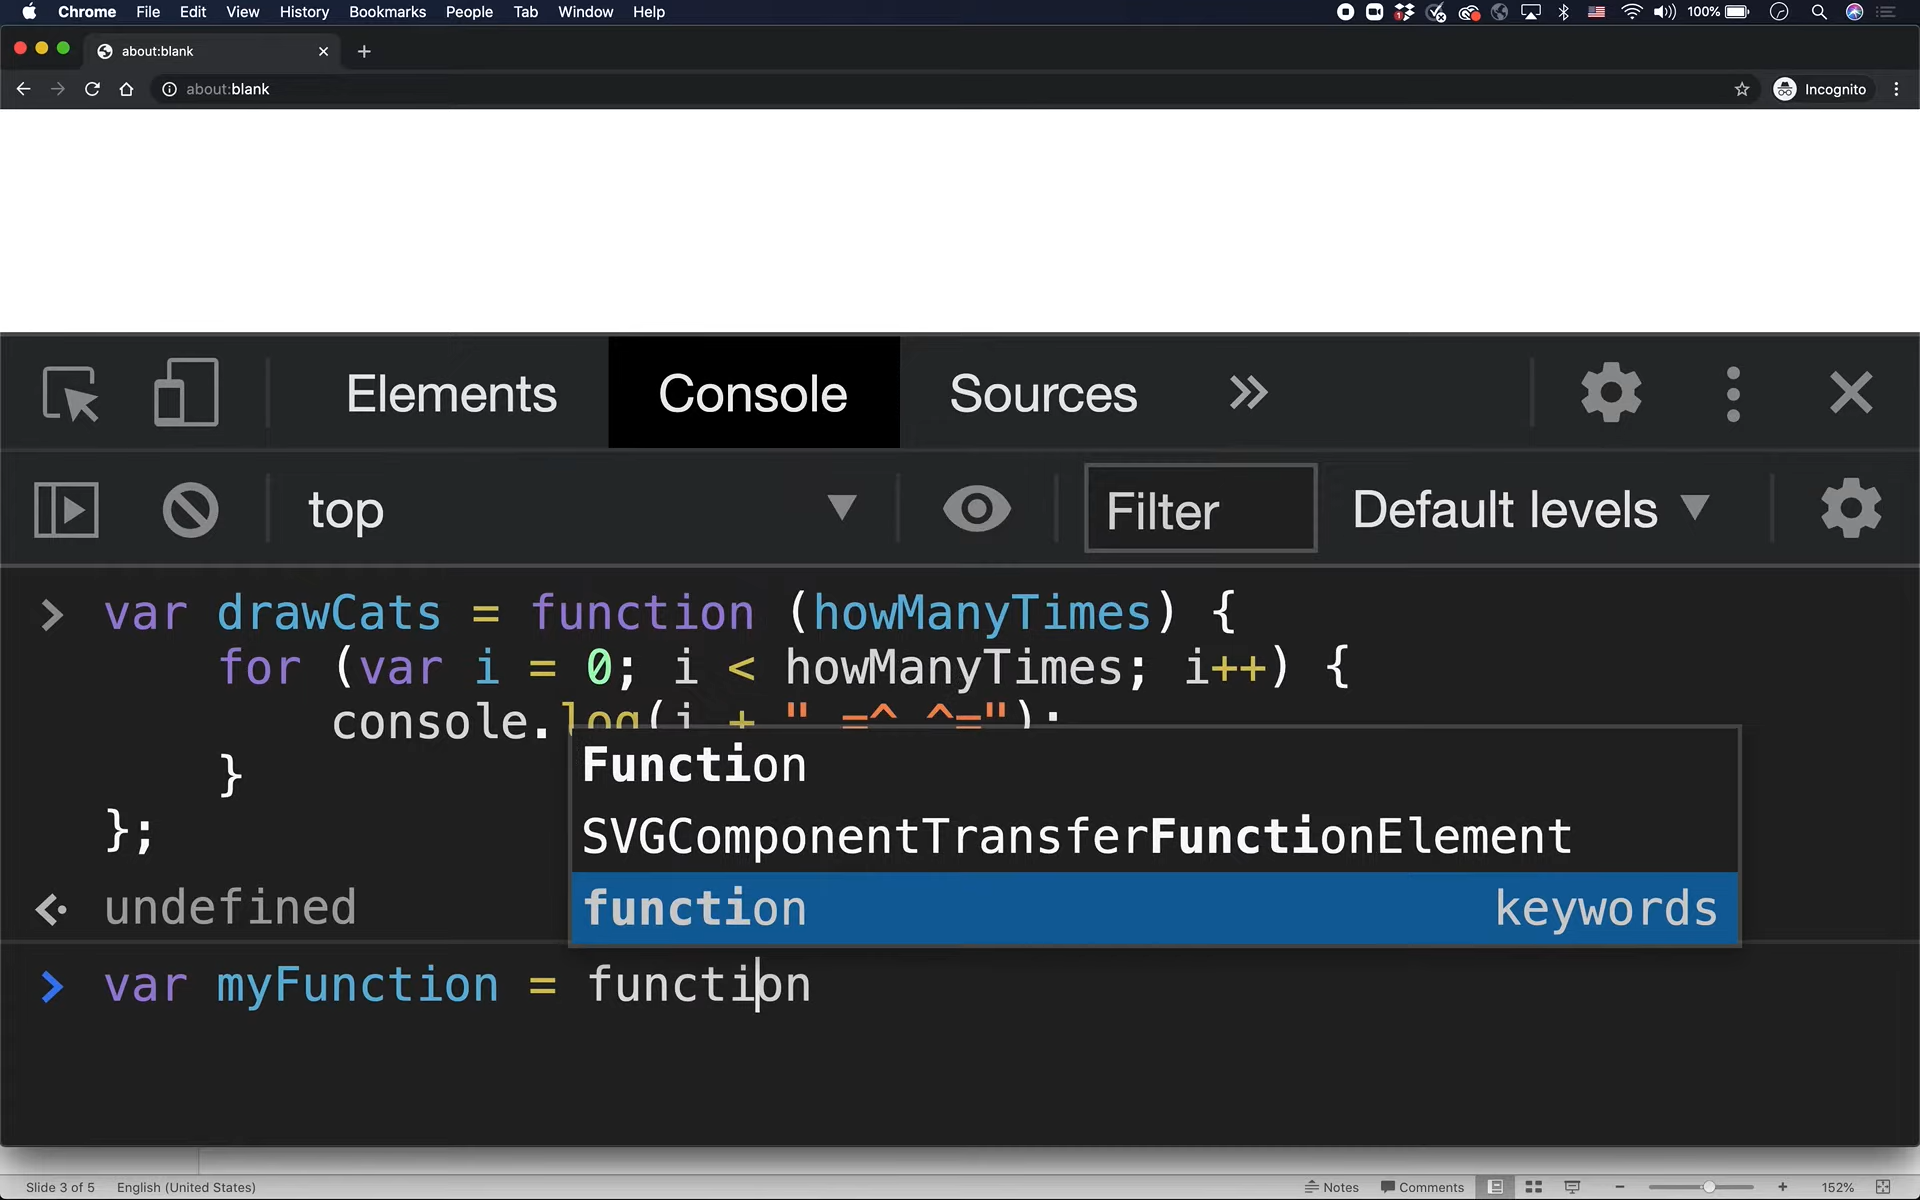 Chrome File Edit View History Bookmarks People Tab Window Help 100%
about:blank
about:blank Incognito
Elements Console Sources
top Filter Default levels
var drawCats = function (howManyTimes) {
for (var i = 0; i < howManyTimes; i++) {
console.log(i + " =^ ^=");
}
};
Function
SVGComponentTransferFunctionElement
function keywords
undefined
var myFunction = function
Slide 3 of 5 English (United States) Notes Comments 152%